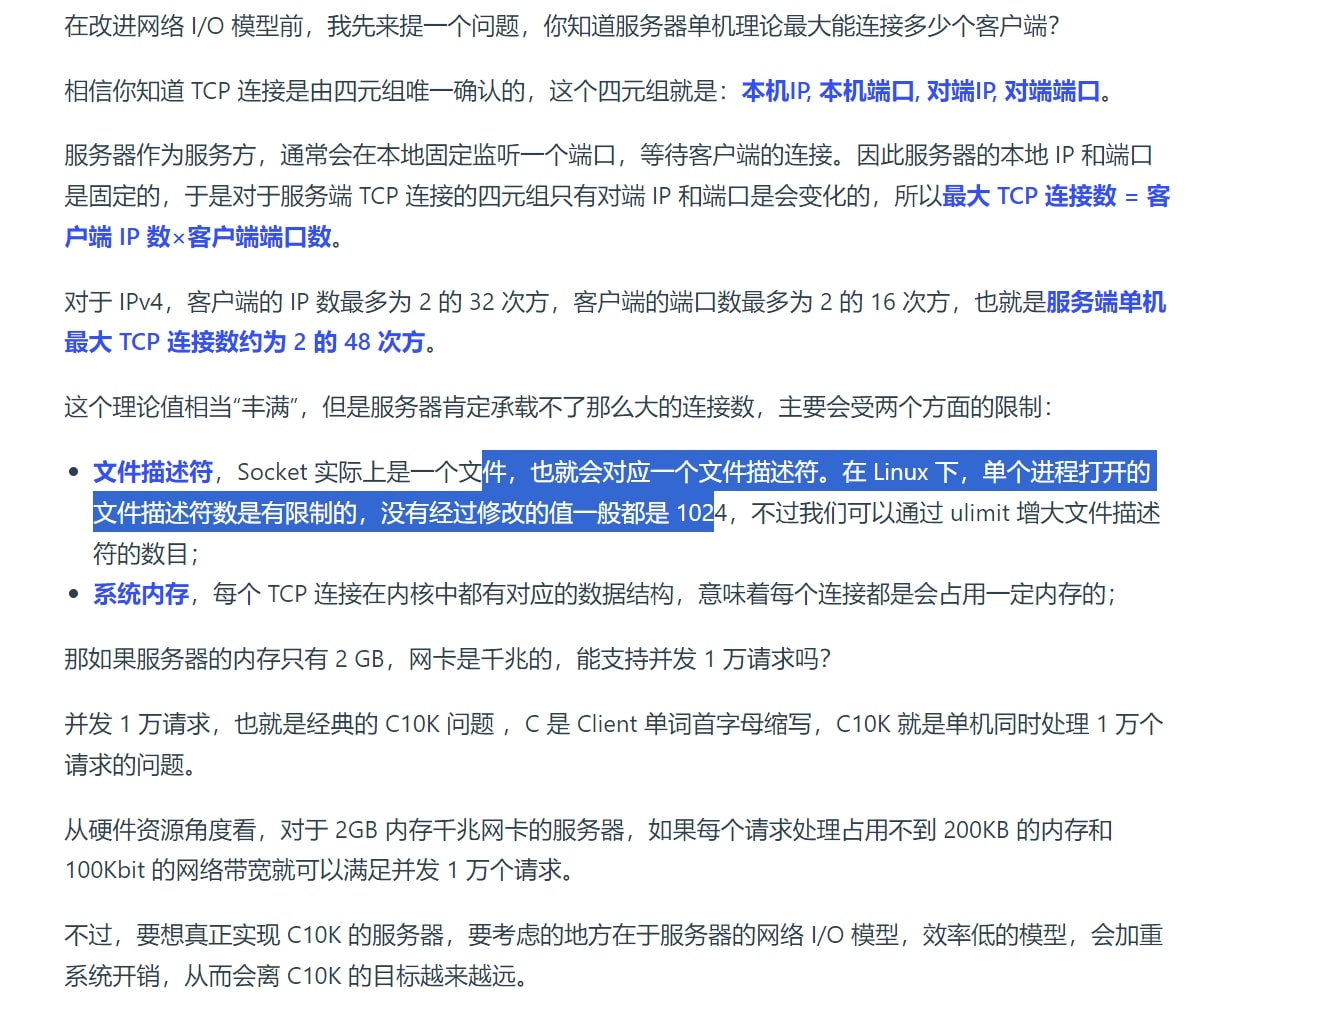 在改进网络 I/O 模型前，我先来提一个问题，你知道服务器单机理论最大能连接多少个客户端？
相信你知道 TCP 连接是由四元组唯一确认的，这个四元组就是：本机IP, 本机端口, 对端IP, 对端端口。
服务器作为服务方，通常会在本地固定监听一个端口，等待客户端的连接。因此服务器的本地 IP 和端口
是固定的，于是对于服务端 TCP 连接的四元组只有对端 IP 和端口是会变化的，所以最大 TCP 连接数 = 客
户端 IP 数×客户端端口数。
对于 IPv4，客户端的 IP 数最多为 2 的 32 次方，客户端的端口数最多为 2 的 16 次方，也就是服务端单机
最大 TCP 连接数约为 2 的 48 次方。
这个理论值相当“丰满”，但是服务器肯定承载不了那么大的连接数，主要会受两个方面的限制：
• 文件描述符，Socket 实际上是一个文件，也就会对应一个文件描述符。在 Linux 下，单个进程打开的
文件描述符数是有限制的，没有经过修改的值一般都是 1024，不过我们可以通过 ulimit 增大文件描述
符的数目；
• 系统内存，每个 TCP 连接在内核中都有对应的数据结构，意味着每个连接都是会占用一定内存的；
那如果服务器的内存只有 2 GB，网卡是千兆的，能支持并发 1 万请求吗？
并发 1 万请求，也就是经典的 C10K 问题 ，C 是 Client 单词首字母缩写，C10K 就是单机同时处理 1 万个
请求的问题。
从硬件资源角度看，对于 2GB 内存千兆网卡的服务器，如果每个请求处理占用不到 200KB 的内存和
100Kbit 的网络带宽就可以满足并发 1 万个请求。
不过，要想真正实现 C10K 的服务器，要考虑的地方在于服务器的网络 I/O 模型，效率低的模型，会加重
系统开销，从而会离 C10K 的目标越来越远。